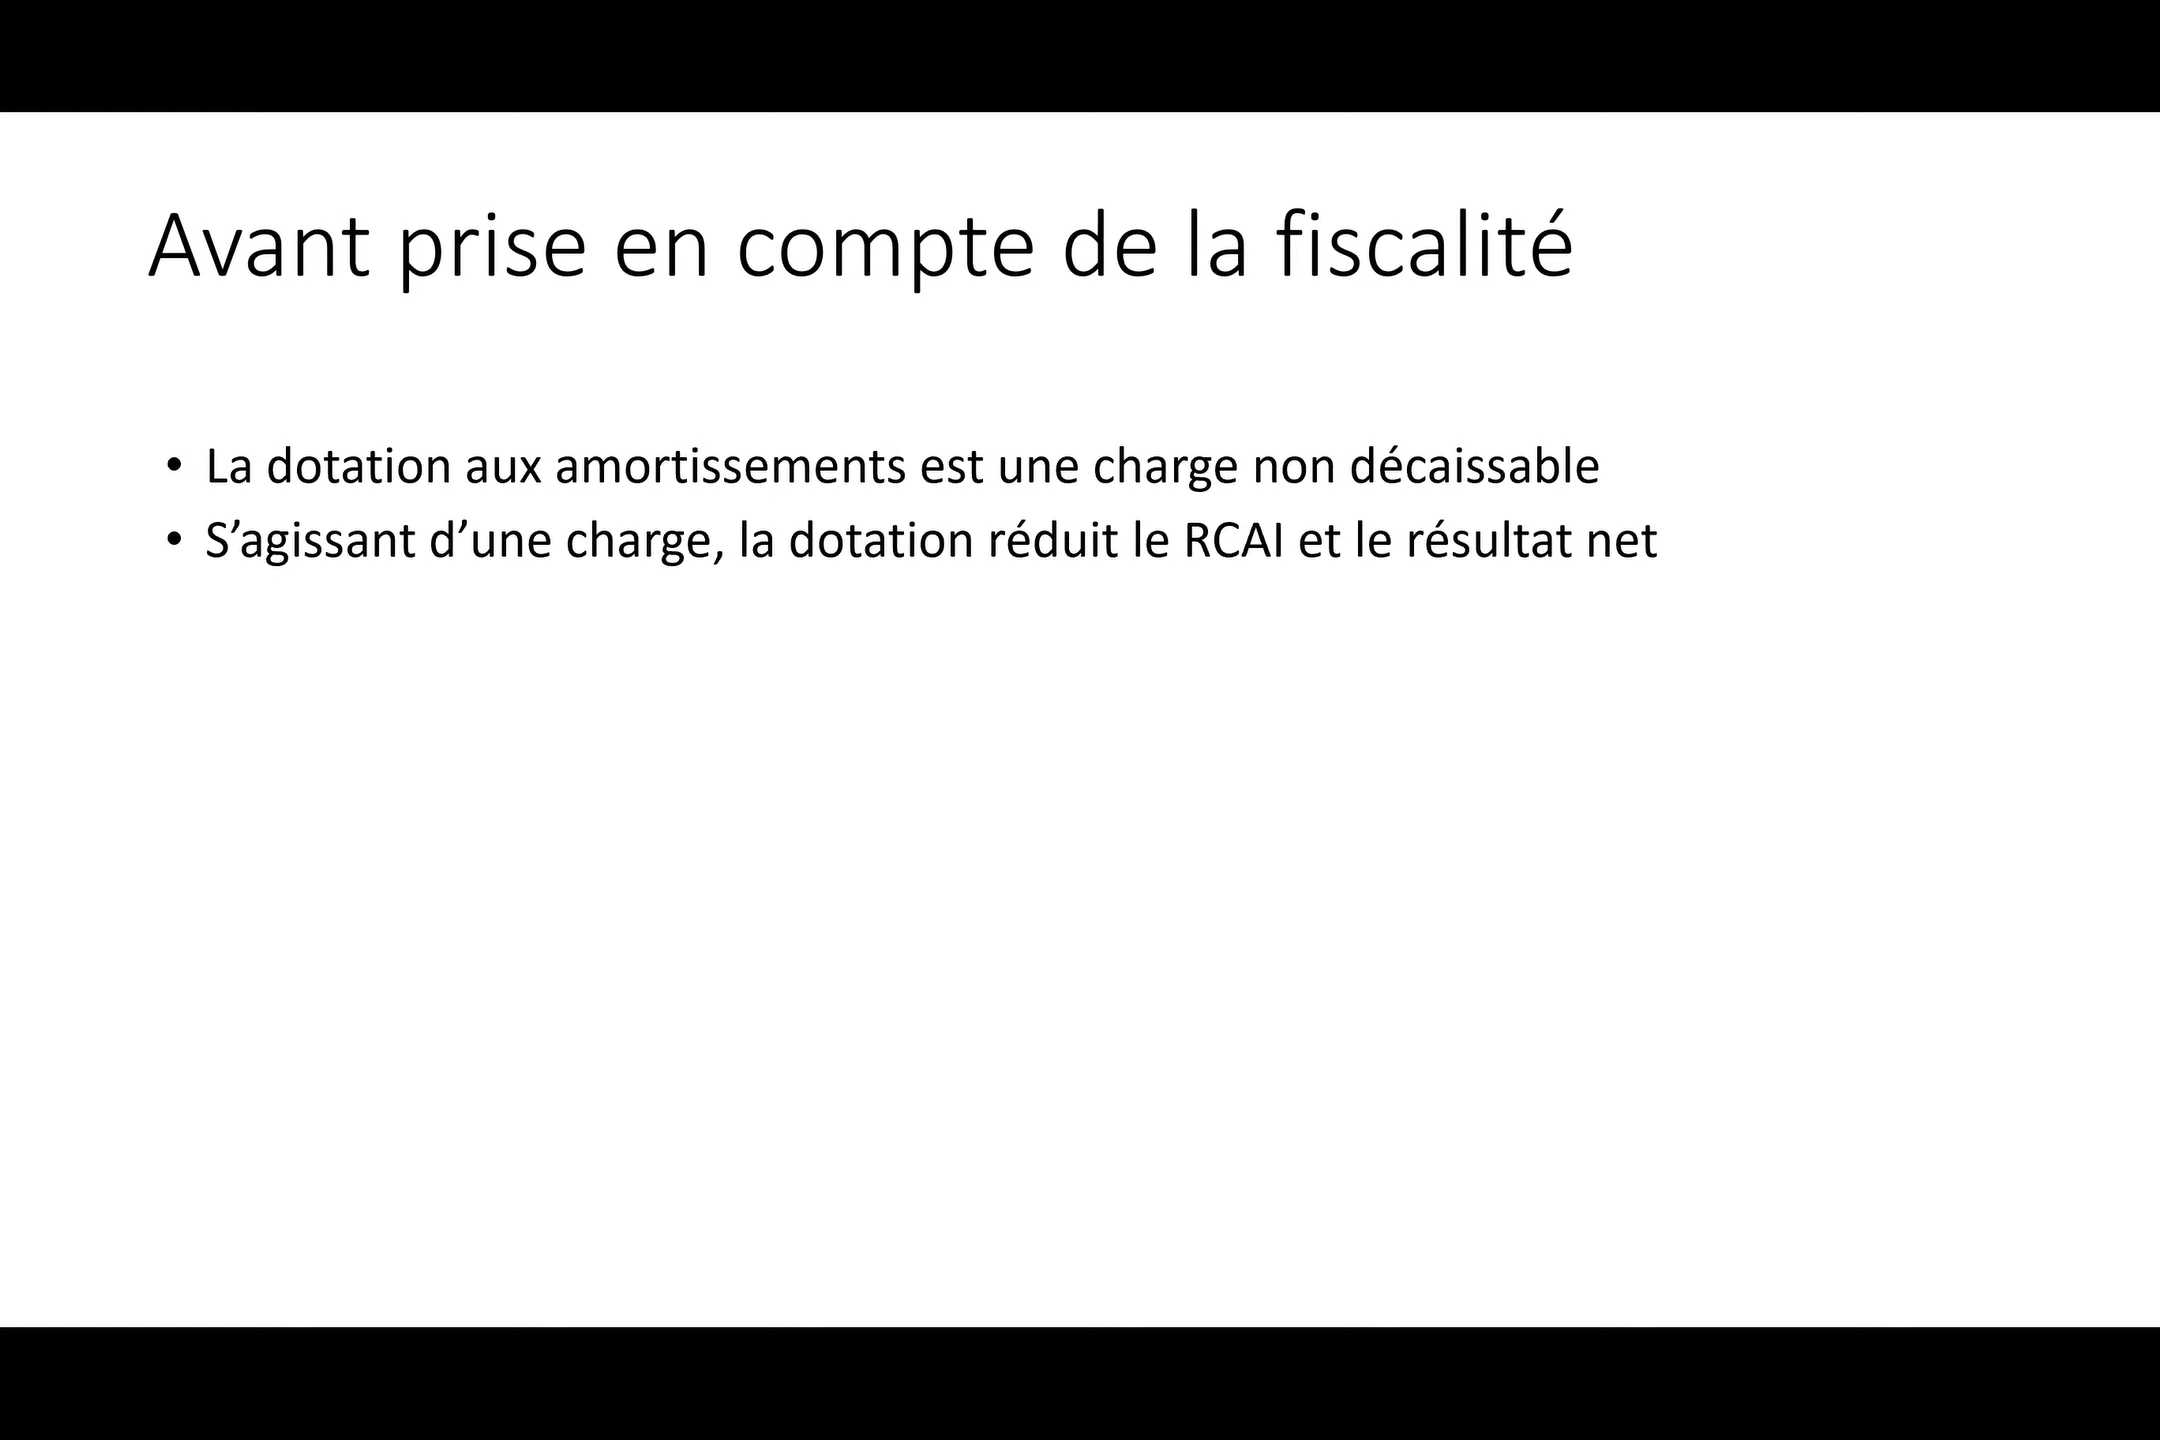 Avant prise en compte de la fiscalité
• La dotation aux amortissements est une charge non décaissable
• S’agissant d’une charge, la dotation réduit le RCAI et le résultat net